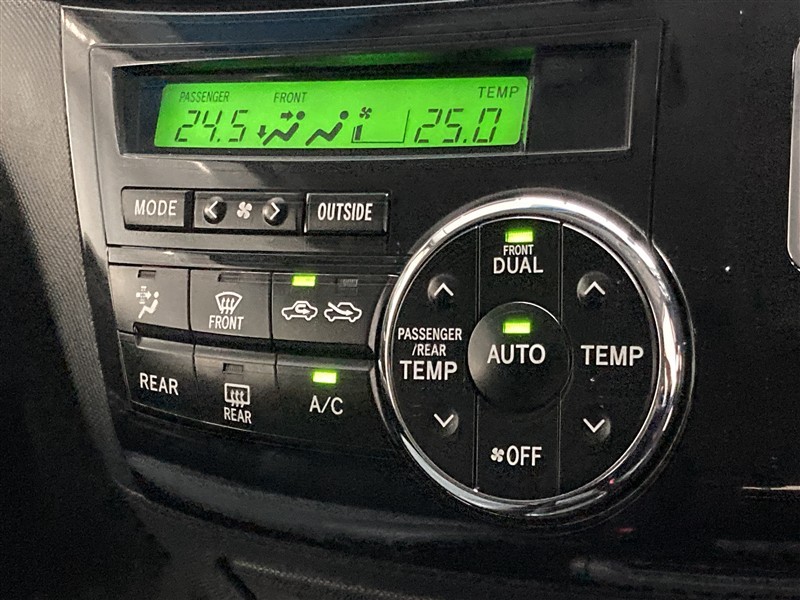 PASSENGER FRONT TEMP
24.5 25.0
MODE
OUTSIDE
FRONT
DUAL
FRONT
PASSENGER
/REAR
TEMP
AUTO
TEMP
REAR
REAR
A/C
OFF